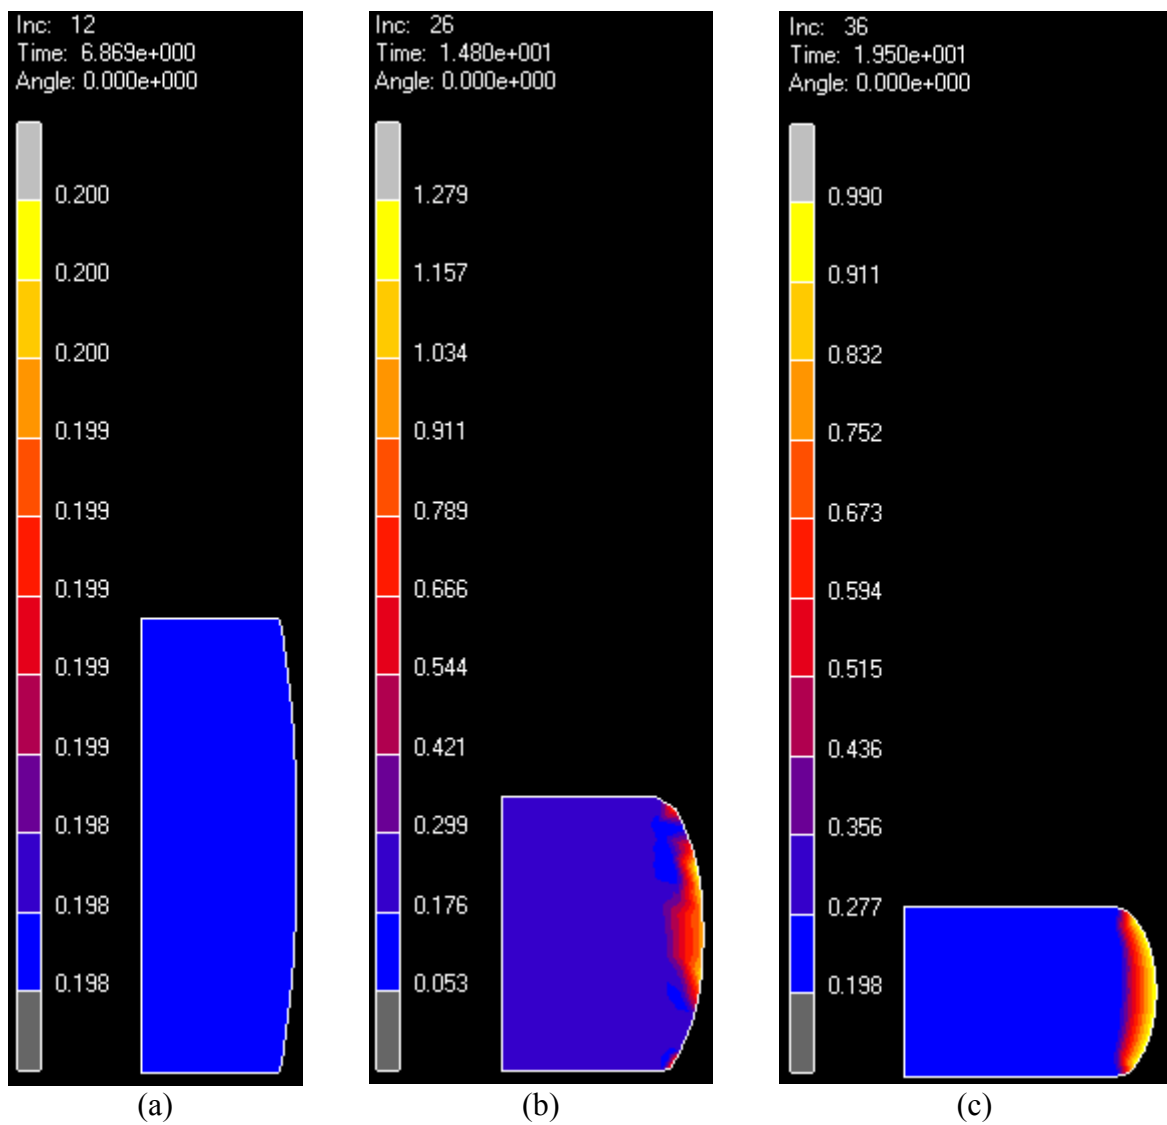 Inc: 12
Time: 6.869e+000
Angle: 0.000e+000
0.200
0.200
0.200
0.199
0.199
0.199
0.199
0.199
0.198
0.198
0.198
(a)
Inc: 26
Time: 1.480e+001
Angle: 0.000e+000
1.279
1.157
1.034
0.911
0.789
0.666
0.544
0.421
0.299
0.176
0.053
(b)
Inc: 36
Time: 1.950e+001
Angle: 0.000e+000
0.990
0.911
0.832
0.752
0.673
0.594
0.515
0.436
0.356
0.277
0.198
(c)